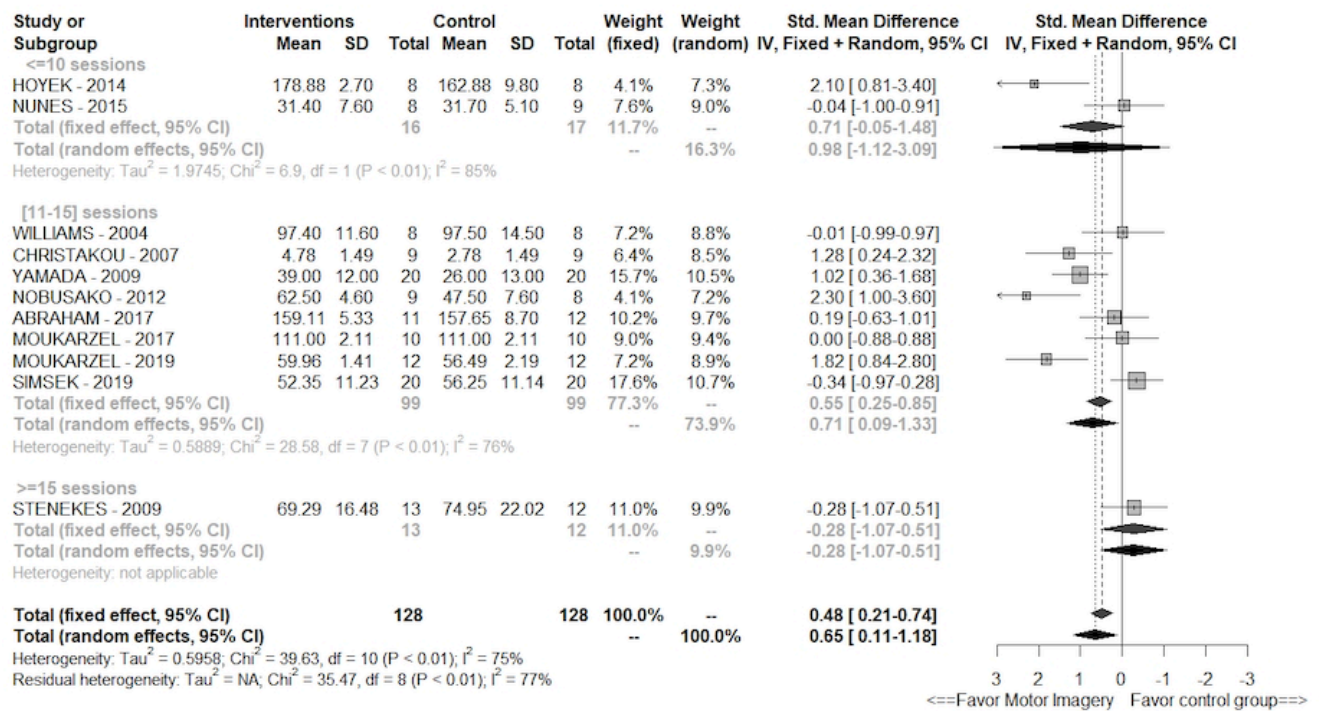 Study or Interventions Control Weight Weight Std. Mean Difference Std. Mean Difference
Subgroup Mean SD Total Mean SD Total (fixed) (random) IV, Fixed + Random, 95% CI IV, Fixed + Random, 95% CI
<=10 sessions
HOYEK - 2014 178.88 2.70 8 162.88 9.80 8 4.1% 7.3% 2.10 [ 0.81-3.40]
NUNES - 2015 31.40 7.60 8 31.70 5.10 9 7.6% 9.0% -0.04 [-1.00-0.91]
Total (fixed effect, 95% CI) 16 17 11.7% -- 0.71 [-0.05-1.48]
Total (random effects, 95% CI) -- 16.3% 0.98 [-1.12-3.09]
Heterogeneity: Tau² = 1.9745; Chi² = 6.9, df = 1 (P < 0.01); I² = 85%
[11-15] sessions
WILLIAMS - 2004 97.40 11.60 8 97.50 14.50 8 7.2% 8.8% -0.01 [-0.99-0.97]
CHRISTAKOU - 2007 4.78 1.49 9 2.78 1.49 9 6.4% 8.5% 1.28 [ 0.24-2.32]
YAMADA - 2009 39.00 12.00 20 26.00 13.00 20 15.7% 10.5% 1.02 [ 0.36-1.68]
NOBUSAKO - 2012 62.50 4.60 9 47.50 7.60 8 4.1% 7.2% 2.30 [ 1.00-3.60]
ABRAHAM - 2017 159.11 5.33 11 157.65 8.70 12 10.2% 9.7% 0.19 [-0.63-1.01]
MOUKARZEL - 2017 111.00 2.11 10 111.00 2.11 10 9.0% 9.4% 0.00 [-0.88-0.88]
MOUKARZEL - 2019 59.96 1.41 12 56.49 2.19 12 7.2% 8.9% 1.82 [ 0.84-2.80]
SIMSEK - 2019 52.35 11.23 20 56.25 11.14 20 17.6% 10.7% -0.34 [-0.97-0.28]
Total (fixed effect, 95% CI) 99 99 77.3% -- 0.55 [ 0.25-0.85]
Total (random effects, 95% CI) -- 73.9% 0.71 [ 0.09-1.33]
Heterogeneity: Tau² = 0.5889; Chi² = 28.58, df = 7 (P < 0.01); I² = 76%
>=15 sessions
STENEKES - 2009 69.29 16.48 13 74.95 22.02 12 11.0% 9.9% -0.28 [-1.07-0.51]
Total (fixed effect, 95% CI) 13 12 11.0% -- -0.28 [-1.07-0.51]
Total (random effects, 95% CI) -- 9.9% -0.28 [-1.07-0.51]
Heterogeneity: not applicable
Total (fixed effect, 95% CI) 128 128 100.0% -- 0.48 [ 0.21-0.74]
Total (random effects, 95% CI) -- 100.0% 0.65 [ 0.11-1.18]
Heterogeneity: Tau² = 0.5958; Chi² = 39.63, df = 10 (P < 0.01); I² = 75%
Residual heterogeneity: Tau² = NA; Chi² = 35.47, df = 8 (P < 0.01); I² = 77%
3 2 1 0 -1 -2 -3
<==Favor Motor Imagery Favor control group==>